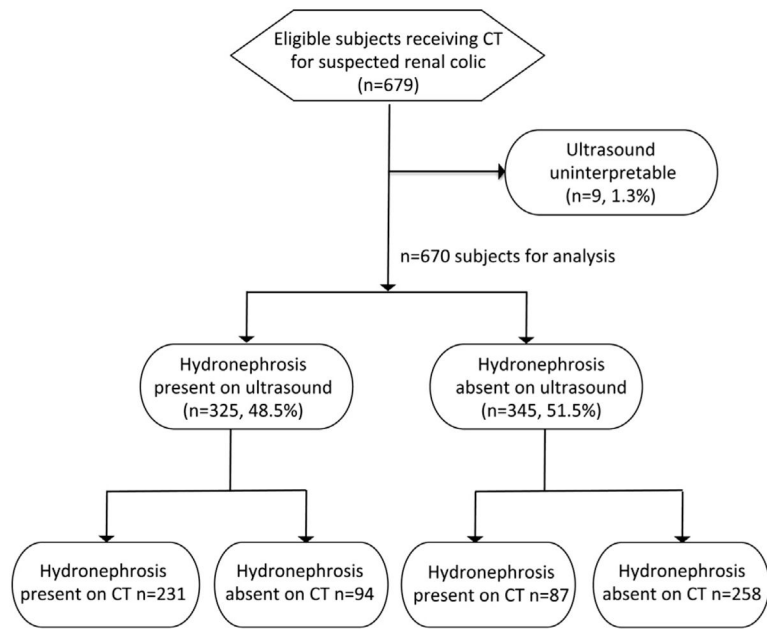 Eligible subjects receiving CT
for suspected renal colic
(n=679)
Ultrasound
uninterpretable
(n=9, 1.3%)
n=670 subjects for analysis
Hydronephrosis
present on ultrasound
(n=325, 48.5%)
Hydronephrosis
absent on ultrasound
(n=345, 51.5%)
Hydronephrosis
present on CT n=231
Hydronephrosis
absent on CT n=94
Hydronephrosis
present on CT n=87
Hydronephrosis
absent on CT n=258